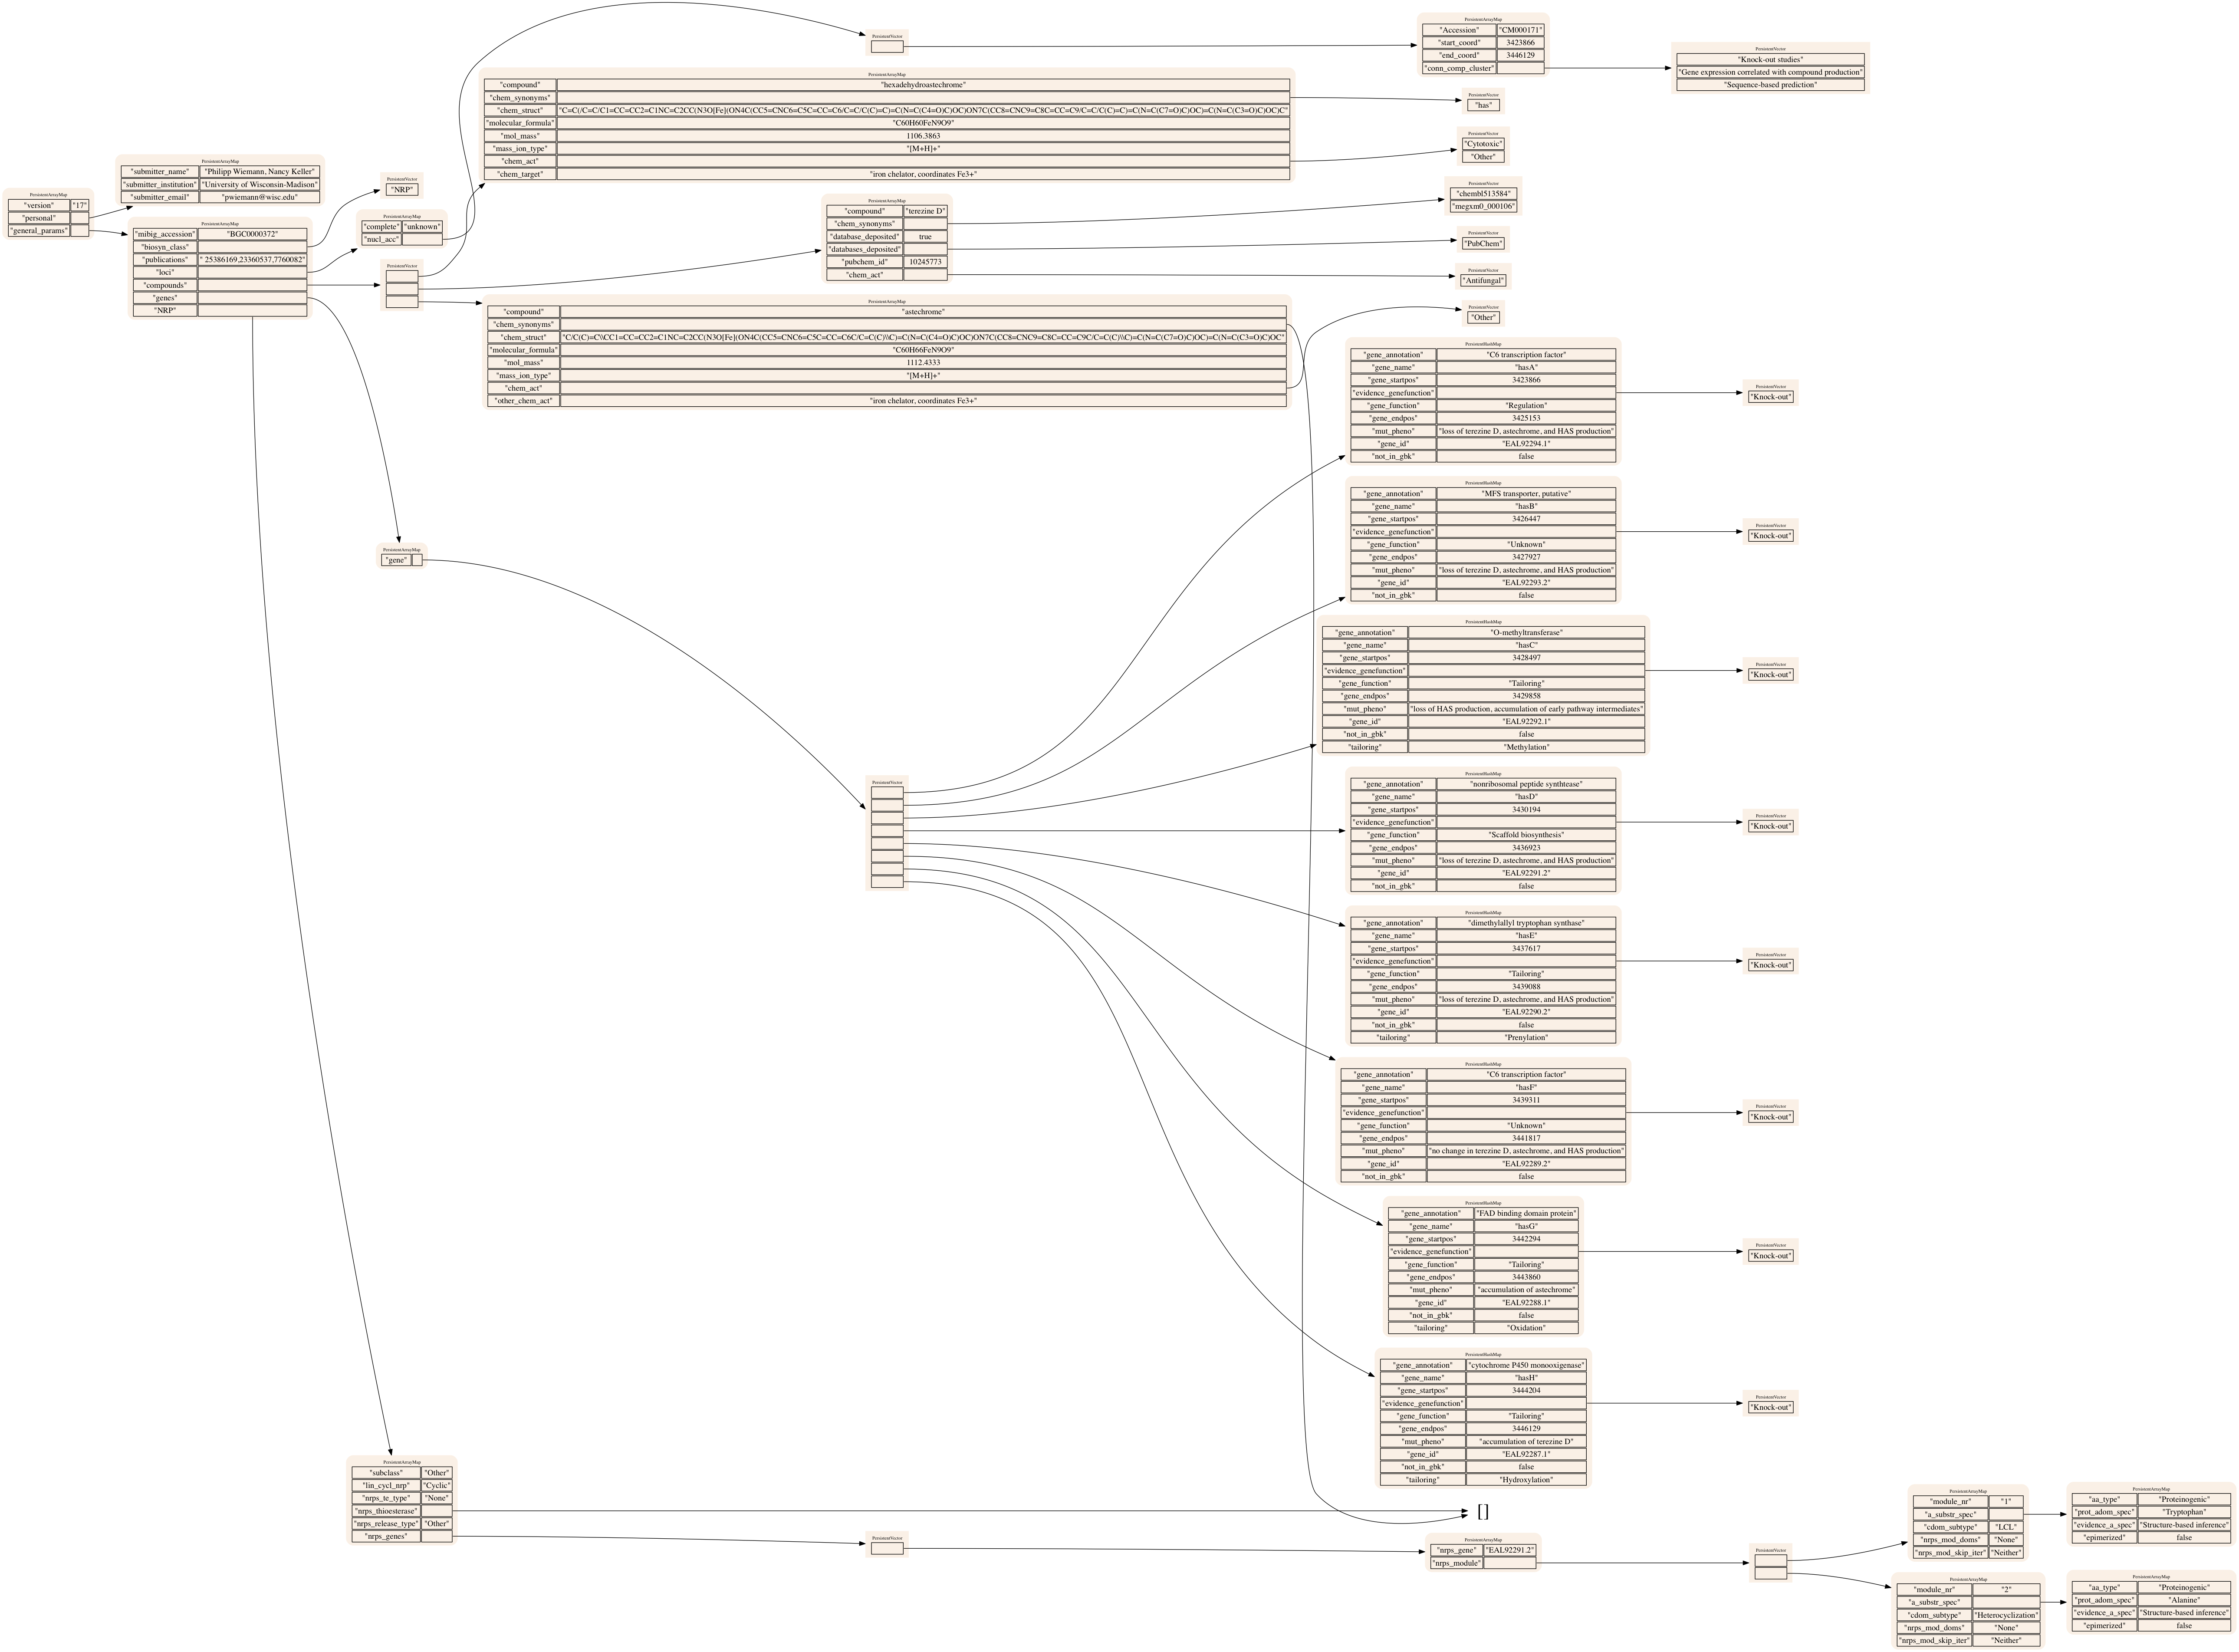 PersistentArrayMap
"version" "17"
"personal"
"general_params"
PersistentArrayMap
"submitter_name" "Philipp Wiemann, Nancy Keller"
"submitter_institution" "University of Wisconsin-Madison"
"submitter_email" "pwiemann@wisc.edu"
PersistentArrayMap
"mibig_accession" "BGC0000372"
"biosyn_class"
"publications" " 25386169,23360537,7760082"
"loci"
"compounds"
"genes"
"NRP"
PersistentVector
"NRP"
PersistentArrayMap
"complete" "unknown"
"nucl_acc"
PersistentVector
PersistentVector
PersistentArrayMap
"Accession" "CM000171"
"start_coord" 3423866
"end_coord" 3446129
"conn_comp_cluster"
PersistentVector
"Knock-out studies"
"Gene expression correlated with compound production"
"Sequence-based prediction"
PersistentArrayMap
"compound" "hexadehydroastechrome"
"chem_synonyms"
"chem_struct" "C=C(/C=C/C1=CC=CC2=C1NC=C2CC(N3O[Fe](ON4C(CC5=CNC6=C5C=CC=C6/C=C/C(C)=C)=C(N=C(C4=O)C)OC)ON7C(CC8=CNC9=C8C=CC=C9/C=C/C(C)=C)=C(N=C(C7=O)C)OC)=C(N=C(C3=O)C)OC)C"
"molecular_formula" "C60H60FeN9O9"
"mol_mass" 1106.3863
"mass_ion_type" "[M+H]+"
"chem_act"
"chem_target" "iron chelator, coordinates Fe3+"
PersistentVector
"has"
PersistentVector
"Cytotoxic"
"Other"
PersistentArrayMap
"compound" "terezine D"
"chem_synonyms"
"database_deposited" true
"databases_deposited"
"pubchem_id" 10245773
"chem_act"
PersistentVector
"chembl513584"
"megxm0_000106"
PersistentVector
"PubChem"
PersistentVector
"Antifungal"
PersistentArrayMap
"compound" "astechrome"
"chem_synonyms"
"chem_struct" "C/C(C)=C\CC1=CC=CC2=C1NC=C2CC(N3O[Fe](ON4C(CC5=CNC6=C5C=CC=C6C/C=C(C)\\C)=C(N=C(C4=O)C)OC)ON7C(CC8=CNC9=C8C=CC=C9C/C=C(C)\\C)=C(N=C(C7=O)C)OC)=C(N=C(C3=O)C)OC"
"molecular_formula" "C60H66FeN9O9"
"mol_mass" 1112.4333
"mass_ion_type" "[M+H]+"
"chem_act"
"other_chem_act" "iron chelator, coordinates Fe3+"
PersistentVector
"Other"
PersistentArrayMap
"gene"
PersistentVector
PersistentHashMap
"gene_annotation" "C6 transcription factor"
"gene_name" "hasA"
"gene_startpos" 3423866
"evidence_genefunction"
"gene_function" "Regulation"
"gene_endpos" 3425153
"mut_pheno" "loss of terezine D, astechrome, and HAS production"
"gene_id" "EAL92294.1"
"not_in_gbk" false
PersistentVector
"Knock-out"
PersistentHashMap
"gene_annotation" "MFS transporter, putative"
"gene_name" "hasB"
"gene_startpos" 3426447
"evidence_genefunction"
"gene_function" "Unknown"
"gene_endpos" 3427927
"mut_pheno" "loss of terezine D, astechrome, and HAS production"
"gene_id" "EAL92293.2"
"not_in_gbk" false
PersistentVector
"Knock-out"
PersistentHashMap
"gene_annotation" "O-methyltransferase"
"gene_name" "hasC"
"gene_startpos" 3428497
"evidence_genefunction"
"gene_function" "Tailoring"
"gene_endpos" 3429858
"mut_pheno" "loss of HAS production, accumulation of early pathway intermediates"
"gene_id" "EAL92292.1"
"not_in_gbk" false
"tailoring" "Methylation"
PersistentVector
"Knock-out"
PersistentHashMap
"gene_annotation" "nonribosomal peptide synthtease"
"gene_name" "hasD"
"gene_startpos" 3430194
"evidence_genefunction"
"gene_function" "Scaffold biosynthesis"
"gene_endpos" 3436923
"mut_pheno" "loss of terezine D, astechrome, and HAS production"
"gene_id" "EAL92291.2"
"not_in_gbk" false
PersistentVector
"Knock-out"
PersistentHashMap
"gene_annotation" "dimethylallyl tryptophan synthase"
"gene_name" "hasE"
"gene_startpos" 3437617
"evidence_genefunction"
"gene_function" "Tailoring"
"gene_endpos" 3439088
"mut_pheno" "loss of terezine D, astechrome, and HAS production"
"gene_id" "EAL92290.2"
"not_in_gbk" false
"tailoring" "Prenylation"
PersistentVector
"Knock-out"
PersistentHashMap
"gene_annotation" "C6 transcription factor"
"gene_name" "hasF"
"gene_startpos" 3439311
"evidence_genefunction"
"gene_function" "Unknown"
"gene_endpos" 3441817
"mut_pheno" "no change in terezine D, astechrome, and HAS production"
"gene_id" "EAL92289.2"
"not_in_gbk" false
PersistentVector
"Knock-out"
PersistentHashMap
"gene_annotation" "FAD binding domain protein"
"gene_name" "hasG"
"gene_startpos" 3442294
"evidence_genefunction"
"gene_function" "Tailoring"
"gene_endpos" 3443860
"mut_pheno" "accumulation of astechrome"
"gene_id" "EAL92288.1"
"not_in_gbk" false
"tailoring" "Oxidation"
PersistentVector
"Knock-out"
PersistentHashMap
"gene_annotation" "cytochrome P450 monooxigenase"
"gene_name" "hasH"
"gene_startpos" 3444204
"evidence_genefunction"
"gene_function" "Tailoring"
"gene_endpos" 3446129
"mut_pheno" "accumulation of terezine D"
"gene_id" "EAL92287.1"
"not_in_gbk" false
"tailoring" "Hydroxylation"
PersistentVector
"Knock-out"
PersistentArrayMap
"subclass" "Other"
"lin_cycl_nrp" "Cyclic"
"nrps_te_type" "None"
"nrps_thioesterase"
"nrps_release_type" "Other"
"nrps_genes"
[]
PersistentVector
PersistentArrayMap
"nrps_gene" "EAL92291.2"
"nrps_module"
PersistentVector
PersistentArrayMap
"module_nr" "1"
"a_substr_spec"
"cdom_subtype" "LCL"
"nrps_mod_doms" "None"
"nrps_mod_skip_iter" "Neither"
PersistentArrayMap
"aa_type" "Proteinogenic"
"prot_adom_spec" "Tryptophan"
"evidence_a_spec" "Structure-based inference"
"epimerized" false
PersistentArrayMap
"module_nr" "2"
"a_substr_spec"
"cdom_subtype" "Heterocyclization"
"nrps_mod_doms" "None"
"nrps_mod_skip_iter" "Neither"
PersistentArrayMap
"aa_type" "Proteinogenic"
"prot_adom_spec" "Alanine"
"evidence_a_spec" "Structure-based inference"
"epimerized" false